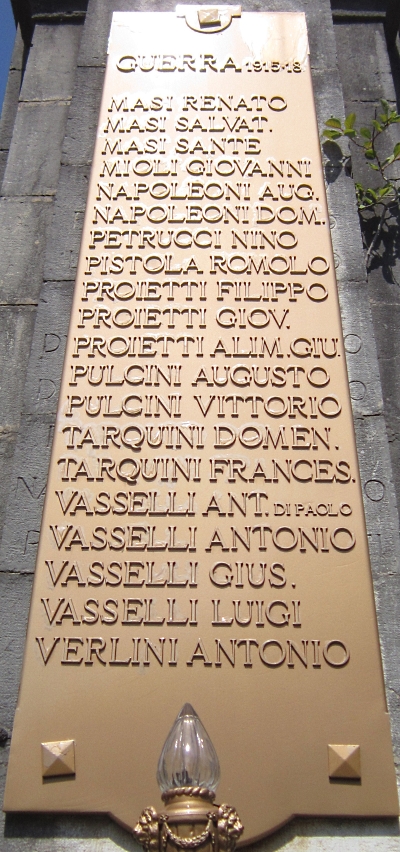 GUERRA 1915-18
MASI RENATO
MASI SALVAT.
MASI SANTE
MIOLI GIOVANNI
NAPOLEONI AUG.
NAPOLEONI DOM.
PETRUCCI NINO
PISTOLA ROMOLO
PROIETTI FILIPPO
PROIETTI GIOV.
PROIETTI ALIM.GIU.
PULCINI AUGUSTO
PULCINI VITTORIO
TARQUINI DOMEN.
TARQUINI FRANCES.
VASSELLI ANT. DI PAOLO
VASSELLI ANTONIO
VASSELLI GIUS.
VASSELLI LUIGI
VERLINI ANTONIO